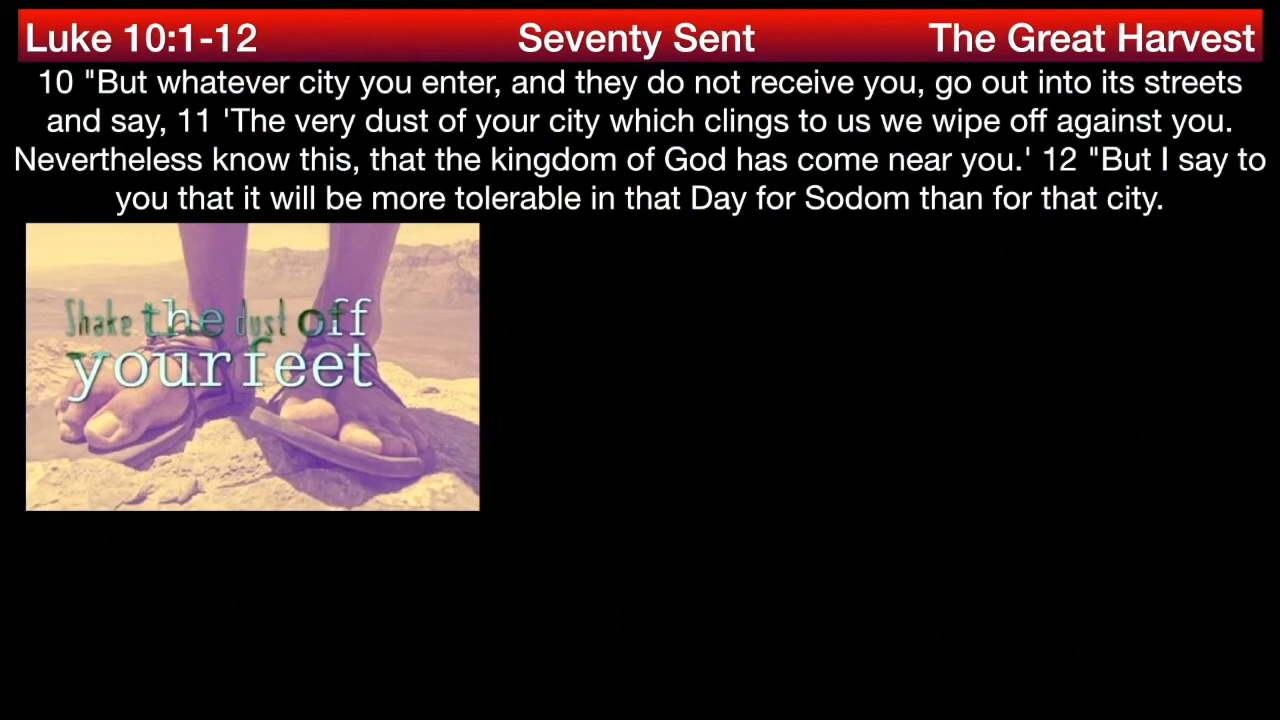 Luke 10:1-12 Seventy Sent The Great Harvest
10 "But whatever city you enter, and they do not receive you, go out into its streets
and say, 11 'The very dust of your city which clings to us we wipe off against you.
Nevertheless know this, that the kingdom of God has come near you.' 12 "But I say to
you that it will be more tolerable in that Day for Sodom than for that city.
Shake the dust off
your feet